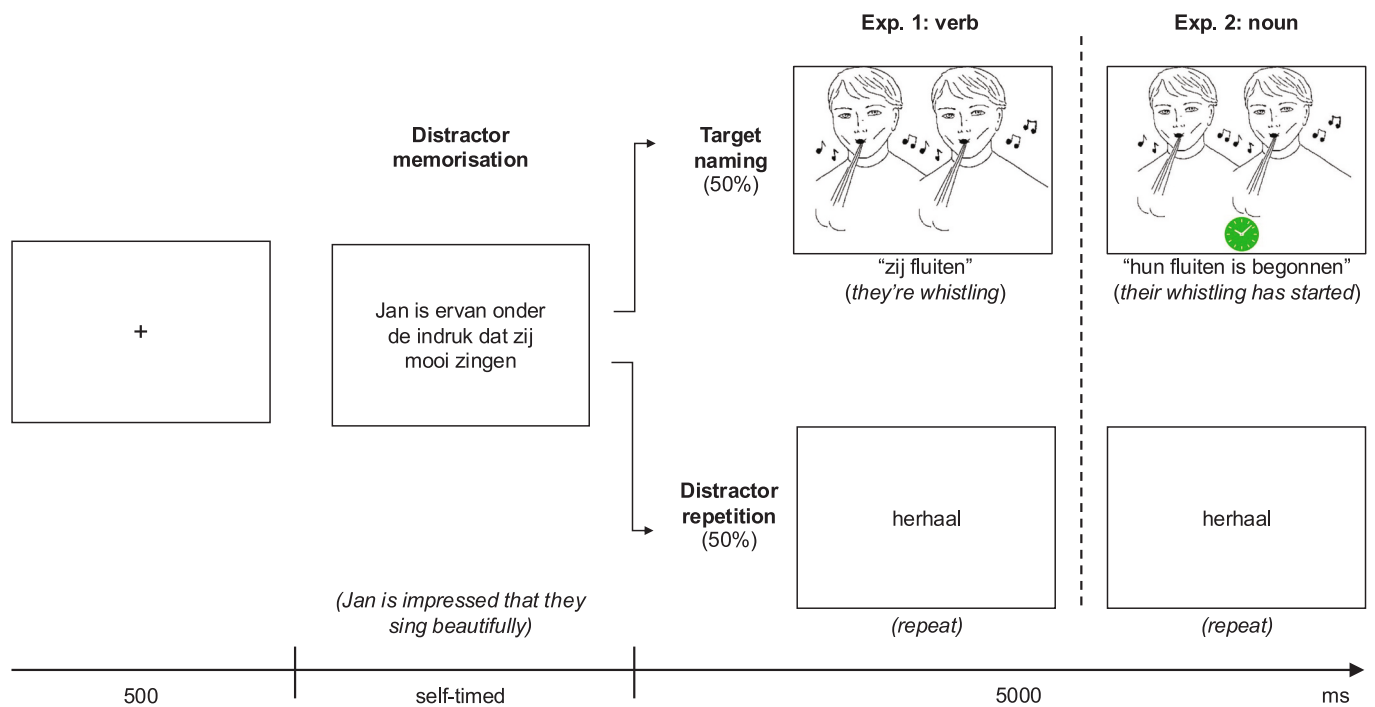 Exp. 1: verb
Exp. 2: noun
Distractor
memorisation
Target
naming
(50%)
+
Jan is ervan onder
de indruk dat zij
mooi zingen
“zij fluiten”
(they’re whistling)
“hun fluiten is begonnen”
(their whistling has started)
Distractor
repetition
(50%)
herhaal
herhaal
(Jan is impressed that they
sing beautifully)
(repeat)
(repeat)
500
self-timed
5000
ms